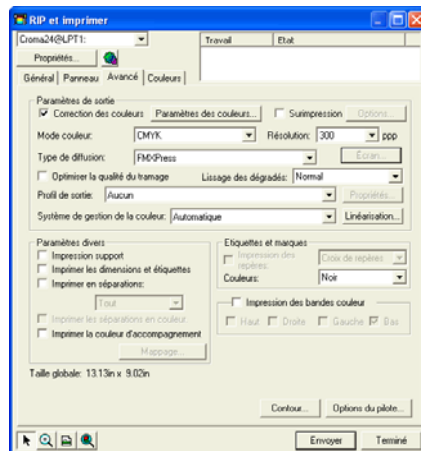 RIP et imprimer
Croma24@LPT1:
Travail Etat
Propriétés...
Général Panneau Avancé Couleurs
Paramètres de sortie
Correction des couleurs Paramètres des couleurs... Surimpression Options...
Mode couleur: CMYK Résolution: 300 ppp
Type de diffusion: FMXPress Écran...
Optimiser la qualité du tramage Lissage des dégradés: Normal
Profil de sortie: Aucun Propriétés...
Système de gestion de la couleur: Automatique Linéarisation...
Paramètres divers
Impression support
Imprimer les dimensions et étiquettes
Imprimer en séparations:
Tout
Imprimer les séparations en couleur
Imprimer la couleur d'accompagnement
Mappage...
Etiquettes et marques
Impression des repères: Croix de repères
Couleurs: Noir
Impression des bandes couleur
Haut Droite Gauche Bas
Taille globale: 13.13in x 9.02in
Contour... Options du pilote...
Envoyer Terminé